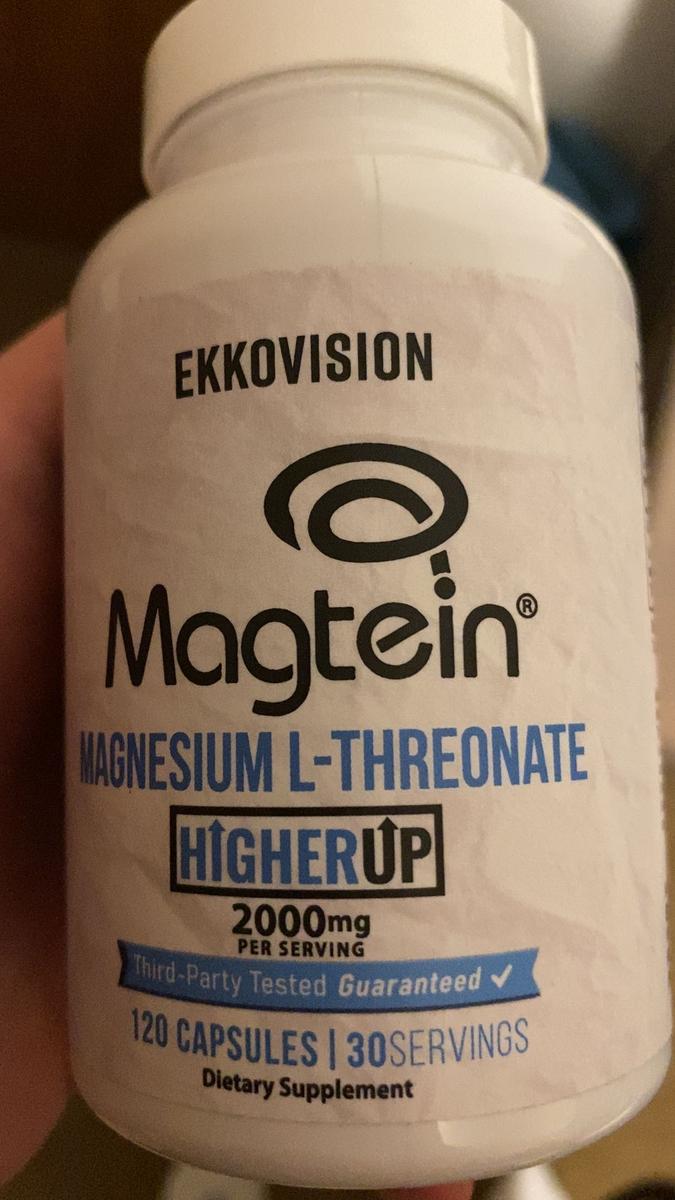 EKKOVISION
Magtein®
MAGNESIUM L-THREONATE
HIGHERUP
2000mg
PER SERVING
Third-Party Tested Guaranteed ✓
120 CAPSULES | 30SERVINGS
Dietary Supplement